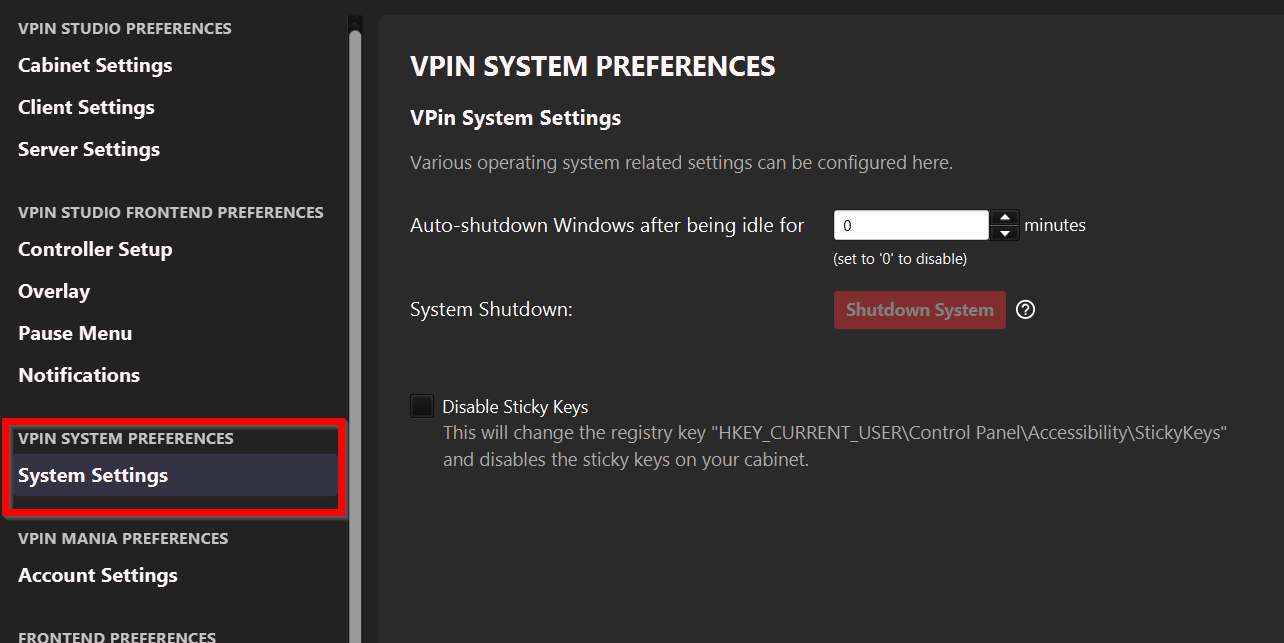 VPIN STUDIO PREFERENCES
Cabinet Settings
Client Settings
Server Settings
VPIN STUDIO FRONTEND PREFERENCES
Controller Setup
Overlay
Pause Menu
Notifications
VPIN SYSTEM PREFERENCES
System Settings
VPIN MANIA PREFERENCES
Account Settings
FRONTEND PREFERENCES
VPIN SYSTEM PREFERENCES
VPin System Settings
Various operating system related settings can be configured here.
Auto-shutdown Windows after being idle for 0 minutes
(set to '0' to disable)
System Shutdown: Shutdown System ?
Disable Sticky Keys
This will change the registry key "HKEY_CURRENT_USER\Control Panel\Accessibility\StickyKeys"
and disables the sticky keys on your cabinet.